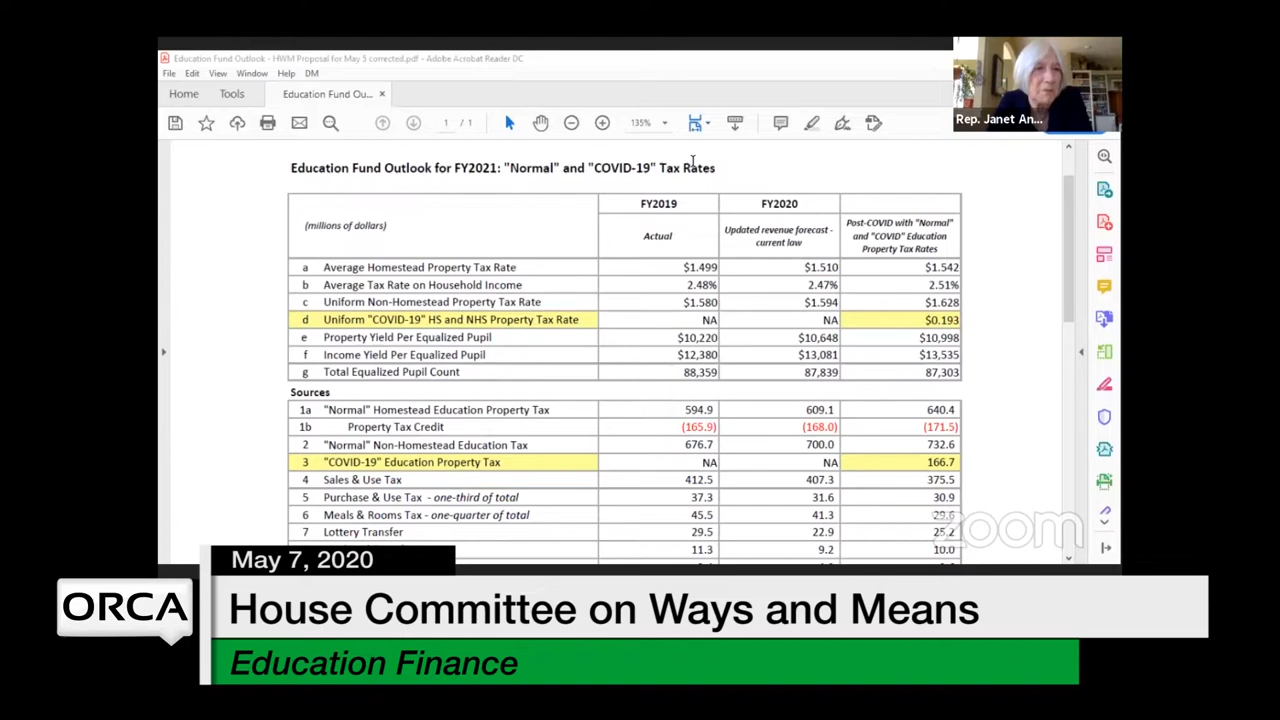 Education Fund Outlook - HWM Proposal for May 5 corrected.pdf - Adobe Acrobat Reader DC
File Edit View Window Help DM
Home Tools Education Fund Ou... ×
1 / 1 135%
Rep. Janet An...
Education Fund Outlook for FY2021: "Normal" and "COVID-19" Tax Rates
FY2019 FY2020
(millions of dollars) Actual Updated revenue forecast - current law Post-COVID with "Normal" and "COVID" Education Property Tax Rates
a Average Homestead Property Tax Rate $1.499 $1.510 $1.542
b Average Tax Rate on Household Income 2.48% 2.47% 2.51%
c Uniform Non-Homestead Property Tax Rate $1.580 $1.594 $1.628
d Uniform "COVID-19" HS and NHS Property Tax Rate NA NA $0.193
e Property Yield Per Equalized Pupil $10,220 $10,648 $10,998
f Income Yield Per Equalized Pupil $12,380 $13,081 $13,535
g Total Equalized Pupil Count 88,359 87,839 87,303
Sources
1a "Normal" Homestead Education Property Tax 594.9 609.1 640.4
1b Property Tax Credit (165.9) (168.0) (171.5)
2 "Normal" Non-Homestead Education Tax 676.7 700.0 732.6
3 "COVID-19" Education Property Tax NA NA 166.7
4 Sales & Use Tax 412.5 407.3 375.5
5 Purchase & Use Tax - one-third of total 37.3 31.6 30.9
6 Meals & Rooms Tax - one-quarter of total 45.5 41.3 29.6
7 Lottery Transfer 29.5 22.9 25.2
11.3 9.2 10.0
zoom
May 7, 2020
ORCA
House Committee on Ways and Means
Education Finance